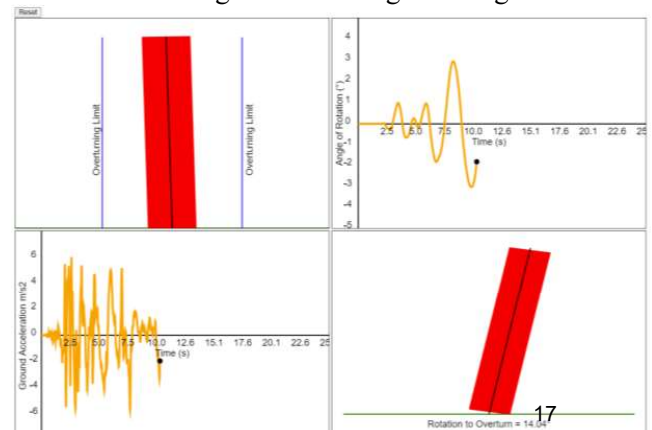 Reset
Overturning Limit
Overturning Limit
Angle of Rotation (°)
4
3
2
1
0
-1
-2
-3
-4
-5
2.5 5.0 7.5 10.0 12.6 15.1 17.6 20.1 22.6 25
Time (s)
Ground Acceleration m/s2
6
4
2
0
-2
-4
-6
2.5 5.0 7.5 10.0 12.6 15.1 17.6 20.1 22.6 25
Time (s)
17
Rotation to Overturn = 14.04°